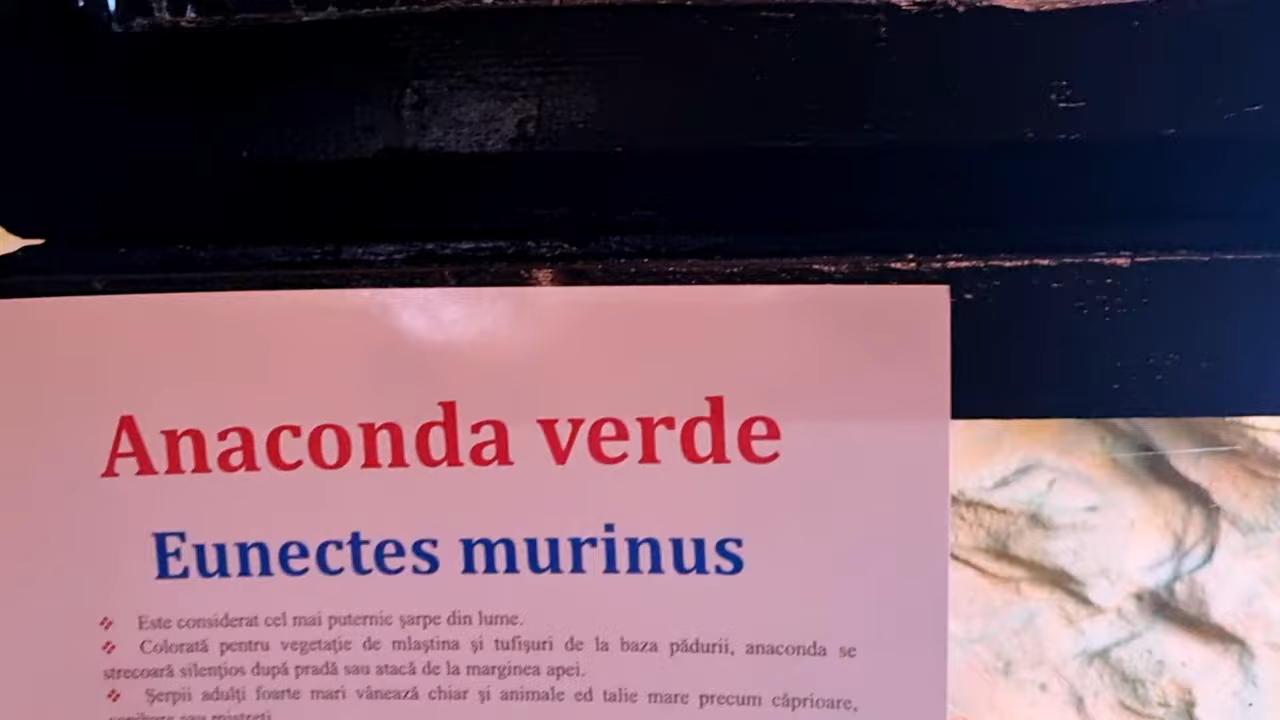 Anaconda verde
Eunectes murinus
Este considerat cel mai puternic șarpe din lume.
Colorată pentru vegetație de mlaștina și tufișuri de la baza pădurii, anaconda se
strecoară silențios după pradă sau atacă de la marginea apei.
Șerpii adulți foarte mari vânează chiar și animale ed talie mare precum căprioare,
sau mistreți